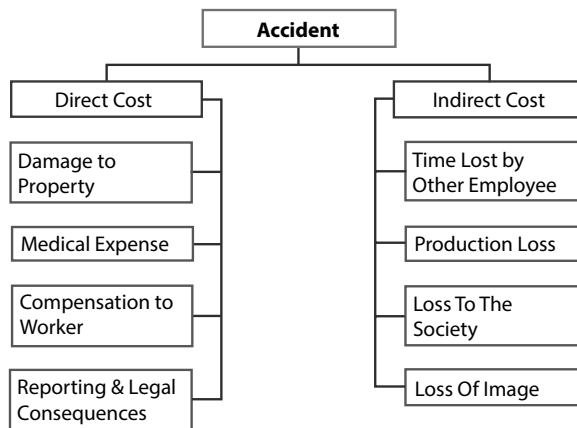 Accident
Direct Cost
Damage to
Property
Medical Expense
Compensation to
Worker
Reporting & Legal
Consequences
Indirect Cost
Time Lost by
Other Employee
Production Loss
Loss To The
Society
Loss Of Image